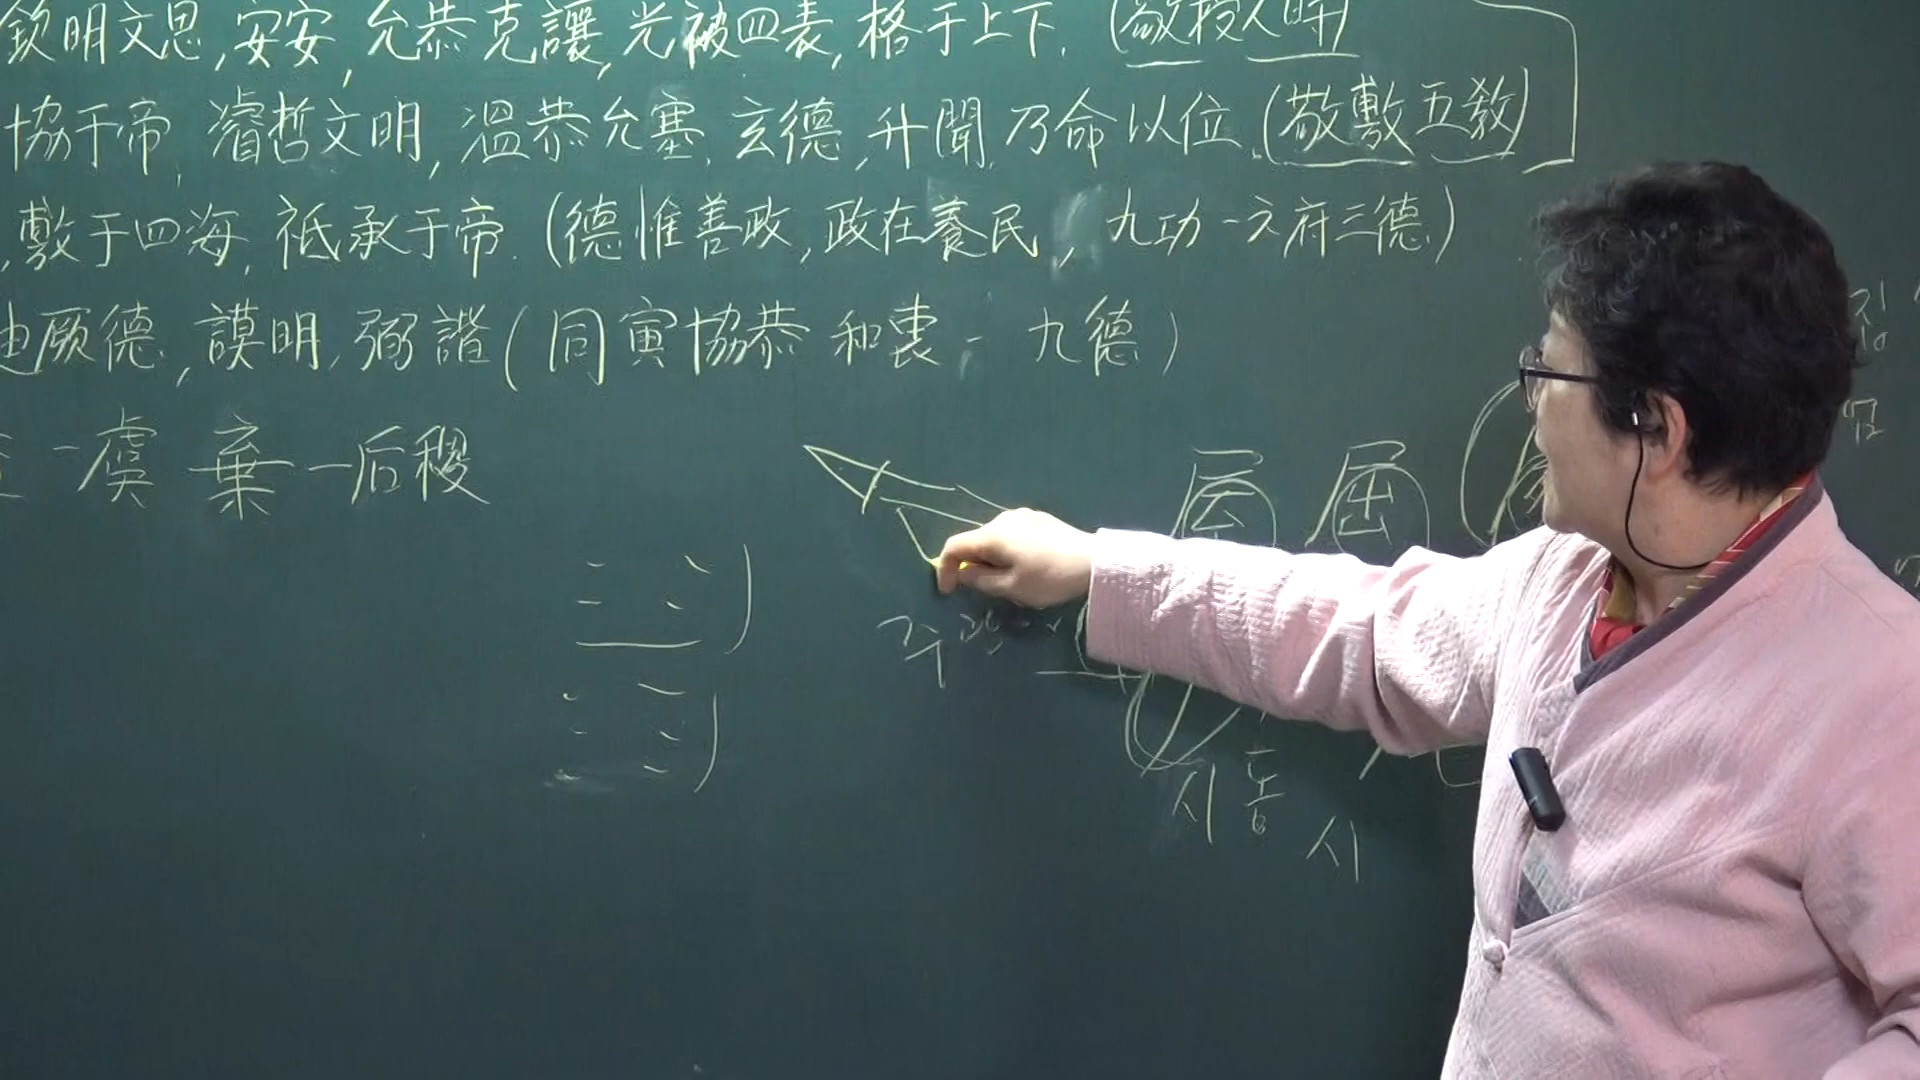 欽明文思,安安,允恭克讓,光被四表,格于上下. (敬授人時)
協于帝, 濬哲文明, 溫恭允塞. 玄德, 升聞, 乃命以位. (敬敷五敎)
,敷于四海, 祗承于帝. (德惟善政, 政在養民, 九功-六府三德.)
迪厥德, 謨明, 弼諧 (同寅協恭 和衷 - 九德)
-虞 棄-后稷
屈
주
시
시